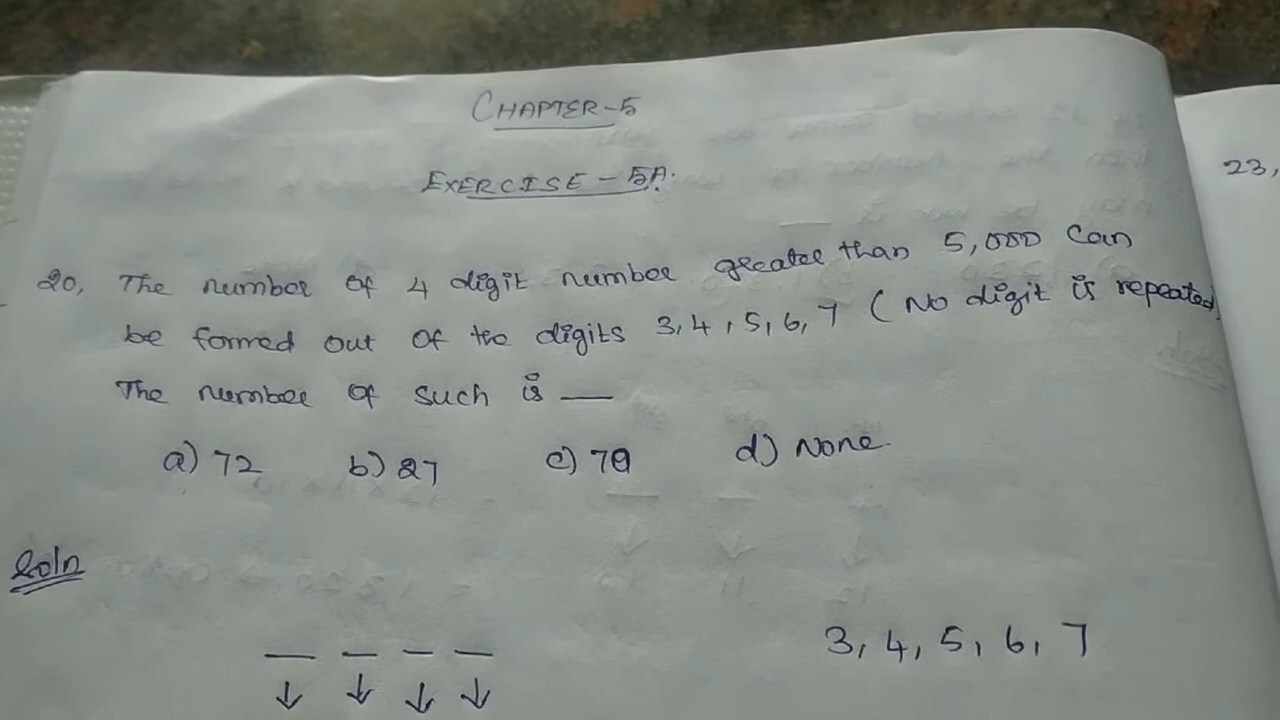 CHAPTER-5
EXERCISE - 5A.
23,
20, The number of 4 digit number greater than 5,000 can
be formed out of the digits 3, 4, 5, 6, 7 (No digit is repeated)
The number of such is —
a) 72 b) 27 c) 70 d) None
Soln
3, 4, 5, 6, 7